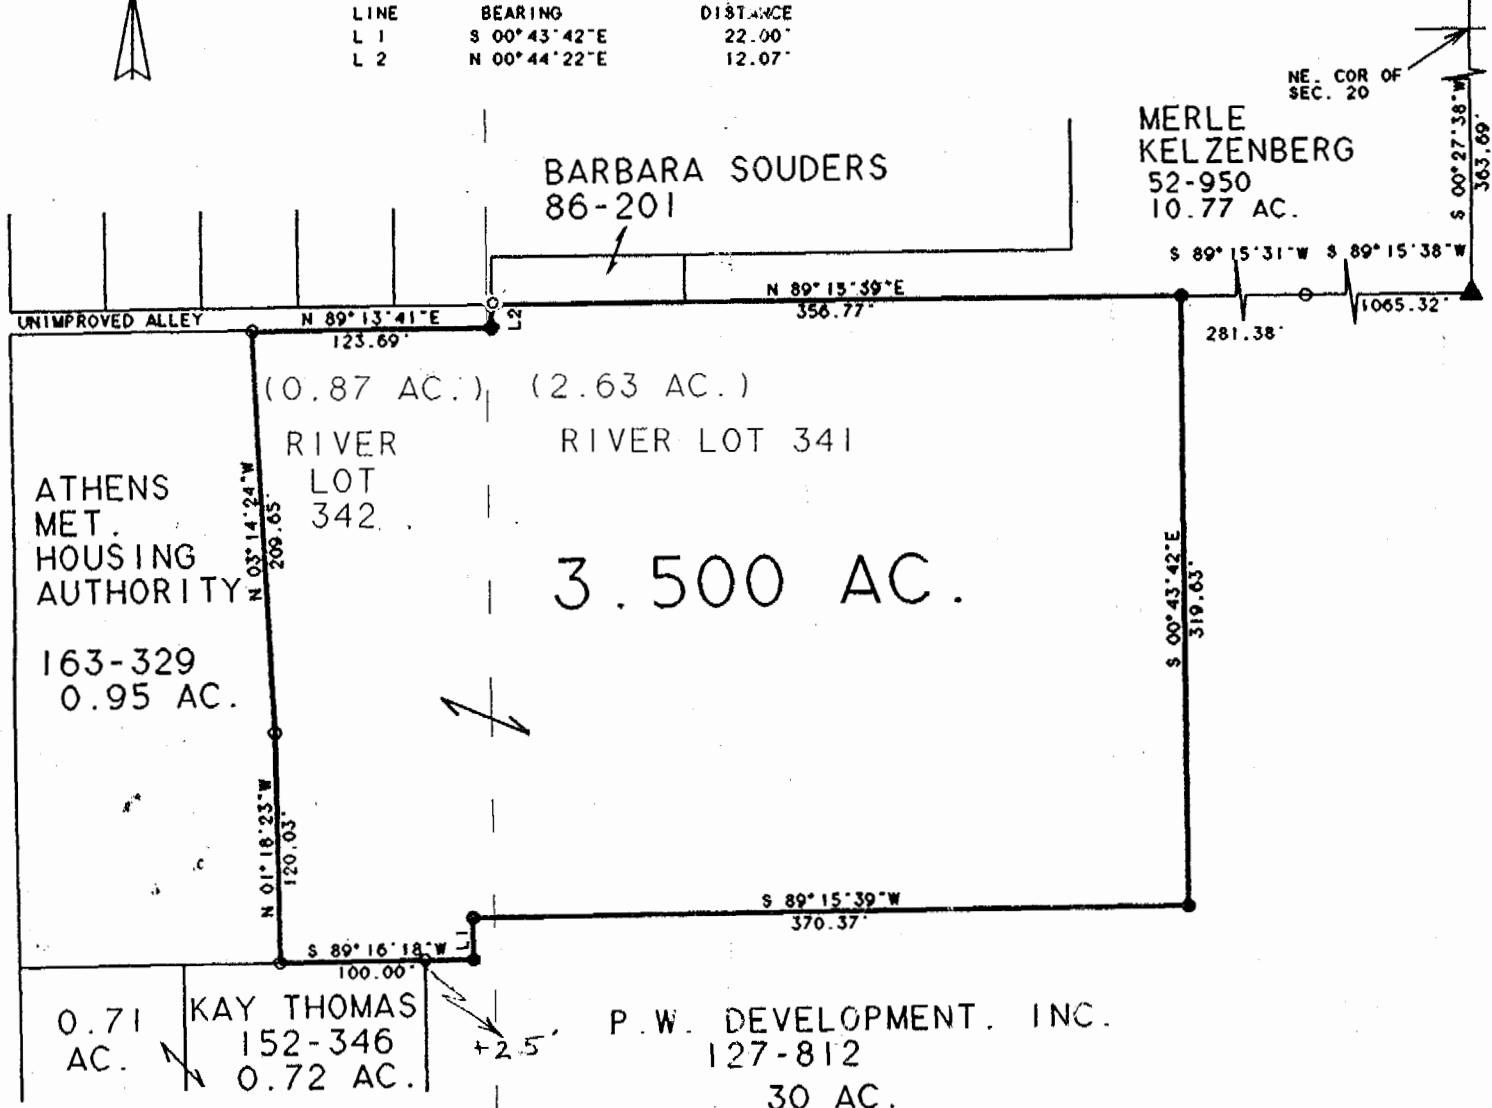 LINE BEARING DISTANCE
L 1 S 00°43'42"E 22.00'
L 2 N 00°44'22"E 12.07'
NE. COR OF
SEC. 20
S 00°27'38"W
363.69'
MERLE
KELZENBERG
52-950
10.77 AC.
BARBARA SOUDERS
86-201
S 89°15'31"W S 89°15'38"W
281.38'
1065.32'
N 89°15'39"E
356.77'
UNIMPROVED ALLEY
N 89°13'41"E
123.69'
L2
(0.87 AC.) (2.63 AC.)
RIVER
LOT
342
RIVER LOT 341
ATHENS
MET.
HOUSING
AUTHORITY
163-329
0.95 AC.
N 03°14'24"W
209.65'
3.500 AC.
S 00°43'42"E
319.63'
N 01°18'23"W
120.03'
S 89°15'39"W
370.37'
L1
S 89°16'18"W
100.00'
0.71
AC.
KAY THOMAS
152-346
0.72 AC.
+25'
P.W. DEVELOPMENT. INC.
127-812
30 AC.